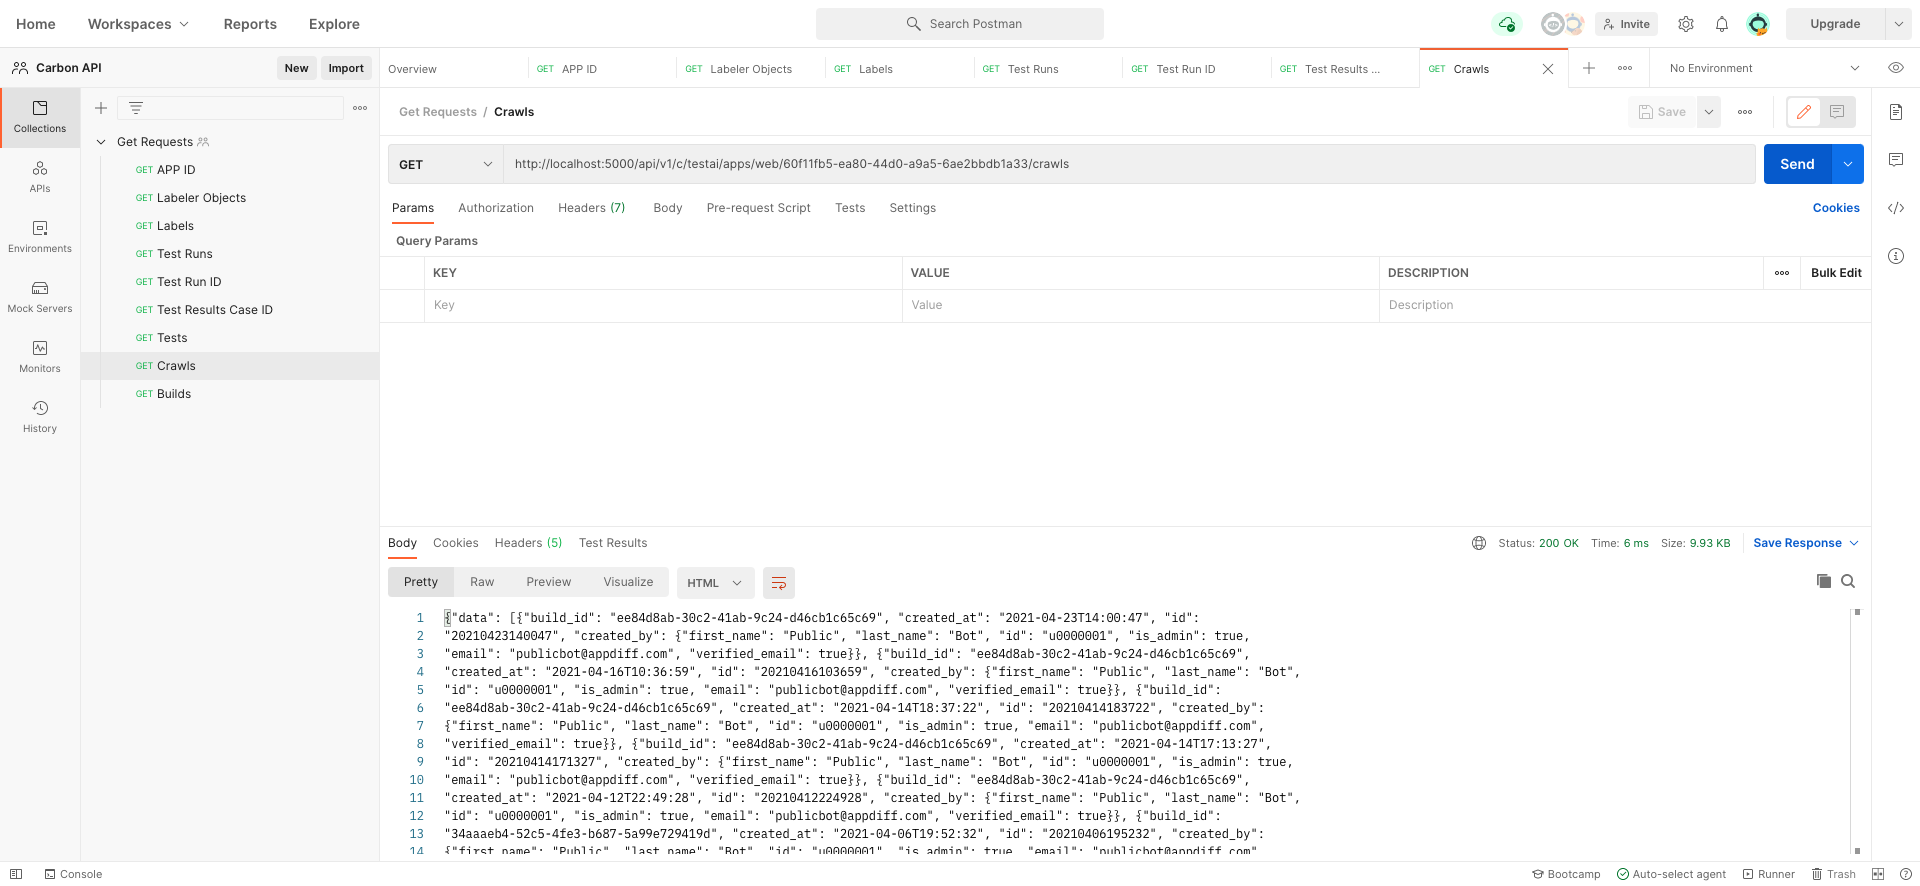 Home Workspaces Reports Explore Search Postman Invite Upgrade
Carbon API New Import Overview GET APP ID GET Labeler Objects GET Labels GET Test Runs GET Test Run ID GET Test Results ... GET Crawls No Environment
Collections
APIs
Environments
Mock Servers
Monitors
History
Get Requests
GET APP ID
GET Labeler Objects
GET Labels
GET Test Runs
GET Test Run ID
GET Test Results Case ID
GET Tests
GET Crawls
GET Builds
Get Requests / Crawls Save
GET http://localhost:5000/api/v1/c/testai/apps/web/60f11fb5-ea80-44d0-a9a5-6ae2bbdb1a33/crawls Send
Params Authorization Headers (7) Body Pre-request Script Tests Settings Cookies
Query Params
KEY VALUE DESCRIPTION Bulk Edit
Key Value Description
Body Cookies Headers (5) Test Results Status: 200 OK Time: 6 ms Size: 9.93 KB Save Response
Pretty Raw Preview Visualize HTML
1 {"data": [{"build_id": "ee84d8ab-30c2-41ab-9c24-d46cb1c65c69", "created_at": "2021-04-23T14:00:47", "id":
2 "20210423140047", "created_by": {"first_name": "Public", "last_name": "Bot", "id": "u0000001", "is_admin": true,
3 "email": "publicbot@appdiff.com", "verified_email": true}}, {"build_id": "ee84d8ab-30c2-41ab-9c24-d46cb1c65c69",
4 "created_at": "2021-04-16T10:36:59", "id": "20210416103659", "created_by": {"first_name": "Public", "last_name": "Bot",
5 "id": "u0000001", "is_admin": true, "email": "publicbot@appdiff.com", "verified_email": true}}, {"build_id":
6 "ee84d8ab-30c2-41ab-9c24-d46cb1c65c69", "created_at": "2021-04-14T18:37:22", "id": "20210414183722", "created_by":
7 {"first_name": "Public", "last_name": "Bot", "id": "u0000001", "is_admin": true, "email": "publicbot@appdiff.com",
8 "verified_email": true}}, {"build_id": "ee84d8ab-30c2-41ab-9c24-d46cb1c65c69", "created_at": "2021-04-14T17:13:27",
9 "id": "20210414171327", "created_by": {"first_name": "Public", "last_name": "Bot", "id": "u0000001", "is_admin": true,
10 "email": "publicbot@appdiff.com", "verified_email": true}}, {"build_id": "ee84d8ab-30c2-41ab-9c24-d46cb1c65c69",
11 "created_at": "2021-04-12T22:49:28", "id": "20210412224928", "created_by": {"first_name": "Public", "last_name": "Bot",
12 "id": "u0000001", "is_admin": true, "email": "publicbot@appdiff.com", "verified_email": true}}, {"build_id":
13 "34aaaeb4-52c5-4fe3-b687-5a99e729419d", "created_at": "2021-04-06T19:52:32", "id": "20210406195232", "created_by":
14 {"first_name": "Public", "last_name": "Bot", "id": "u0000001", "is_admin": true, "email": "publicbot@appdiff.com"
Console Bootcamp Auto-select agent Runner Trash